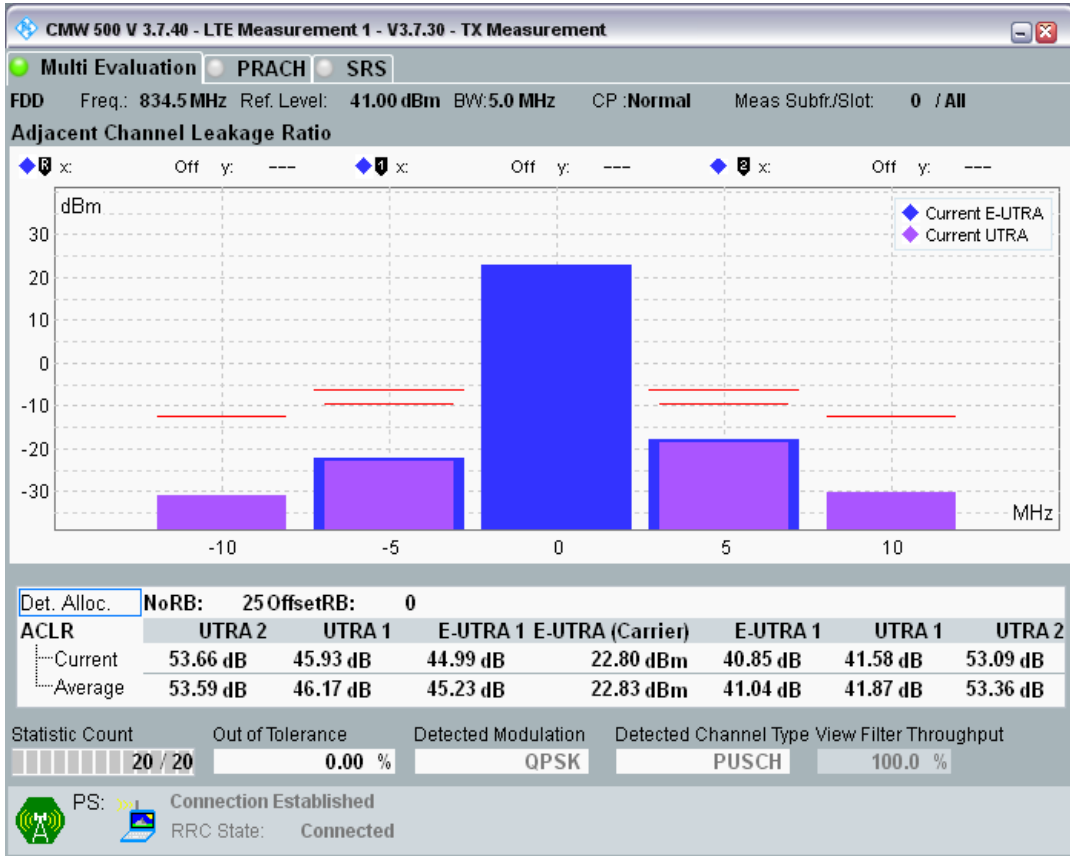 CMW 500 V 3.7.40 - LTE Measurement 1 - V3.7.30 - TX Measurement
Multi Evaluation PRACH SRS
FDD Freq.: 834.5 MHz Ref. Level: 41.00 dBm BW: 5.0 MHz CP : Normal Meas Subfr./Slot: 0 / All
Adjacent Channel Leakage Ratio
R x: Off y: --- 1 x: Off y: --- 2 x: Off y: ---
dBm
Current E-UTRA
Current UTRA
30
20
10
0
-10
-20
-30
MHz
-10 -5 0 5 10
Det. Alloc. NoRB: 25 OffsetRB: 0
ACLR UTRA 2 UTRA 1 E-UTRA 1 E-UTRA (Carrier) E-UTRA 1 UTRA 1 UTRA 2
Current 53.66 dB 45.93 dB 44.99 dB 22.80 dBm 40.85 dB 41.58 dB 53.09 dB
Average 53.59 dB 46.17 dB 45.23 dB 22.83 dBm 41.04 dB 41.87 dB 53.36 dB
Statistic Count Out of Tolerance Detected Modulation Detected Channel Type View Filter Throughput
20 / 20 0.00 % QPSK PUSCH 100.0 %
PS: Connection Established
RRC State: Connected